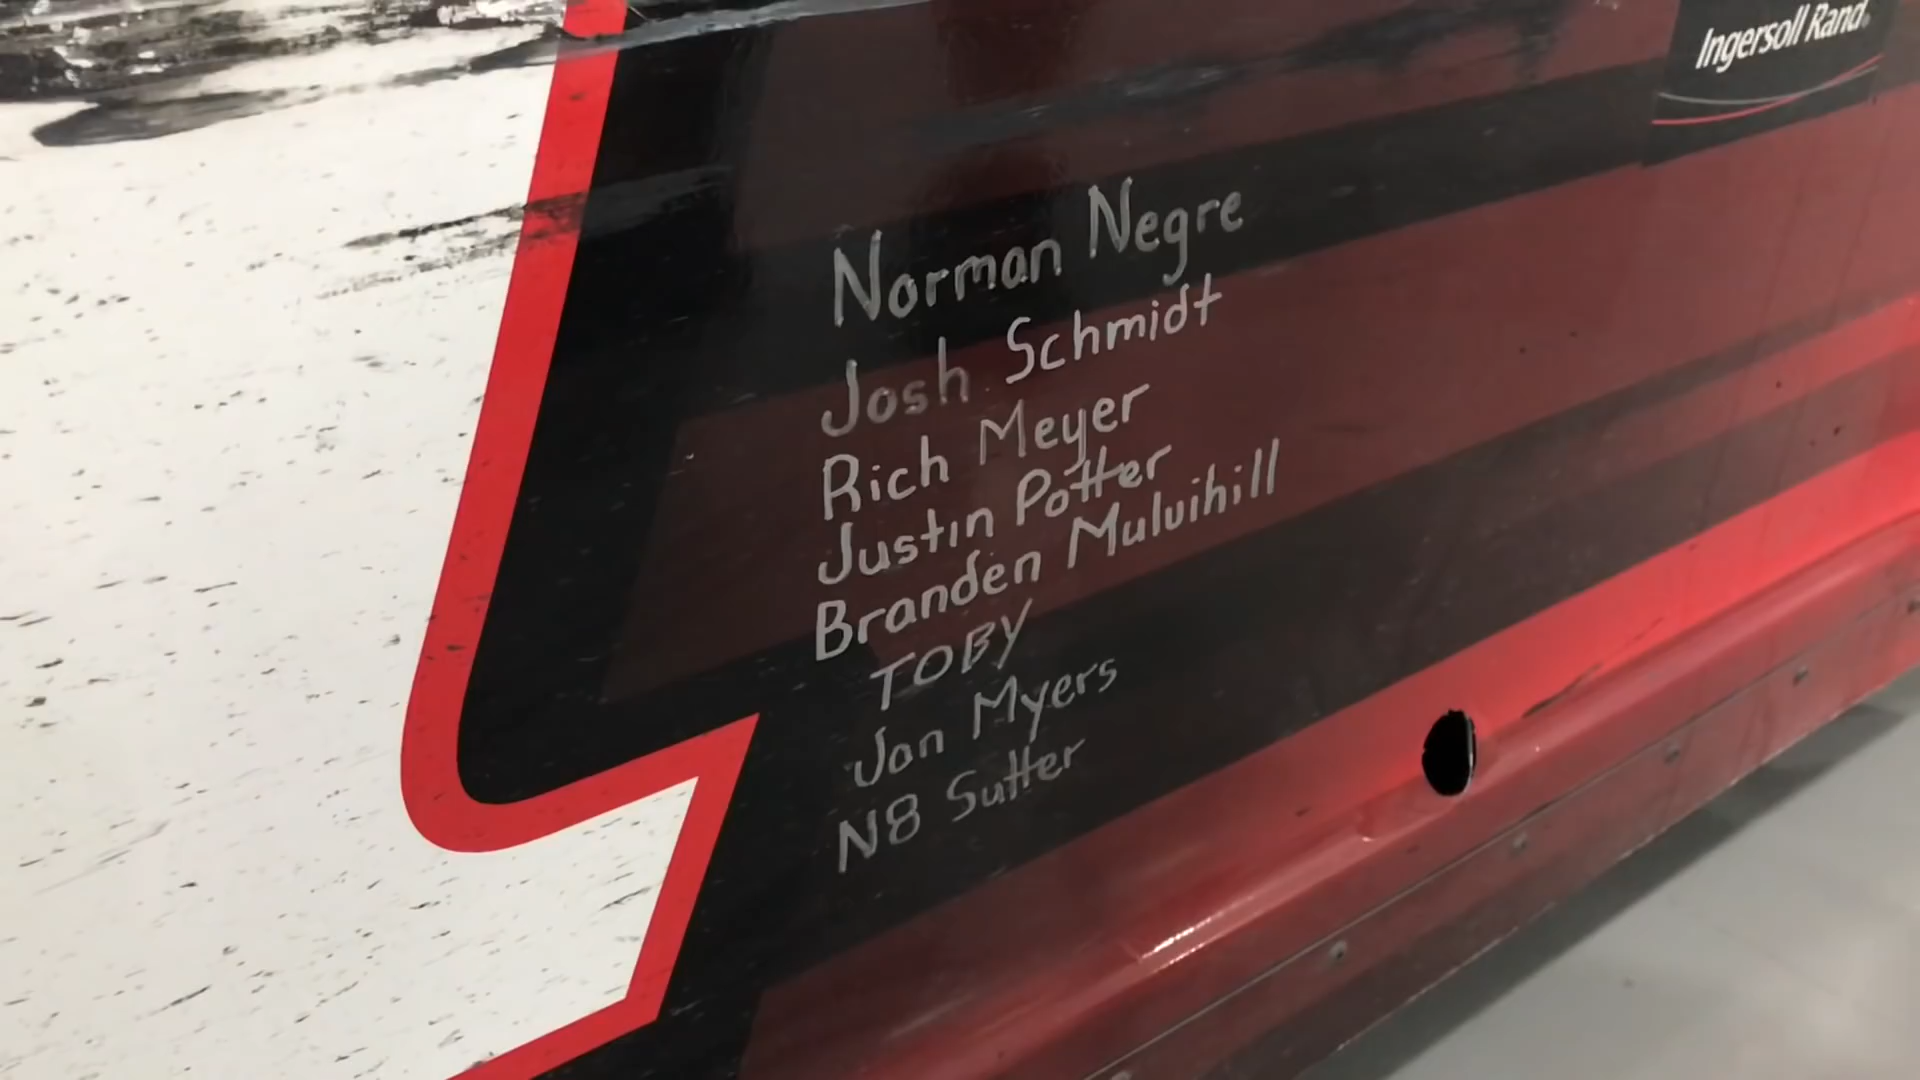 Ingersoll Rand®
Norman Negre
Josh Schmidt
Rich Meyer
Justin Potter
Branden Mulvihill
TOBY
Jon Myers
N8 Sutter